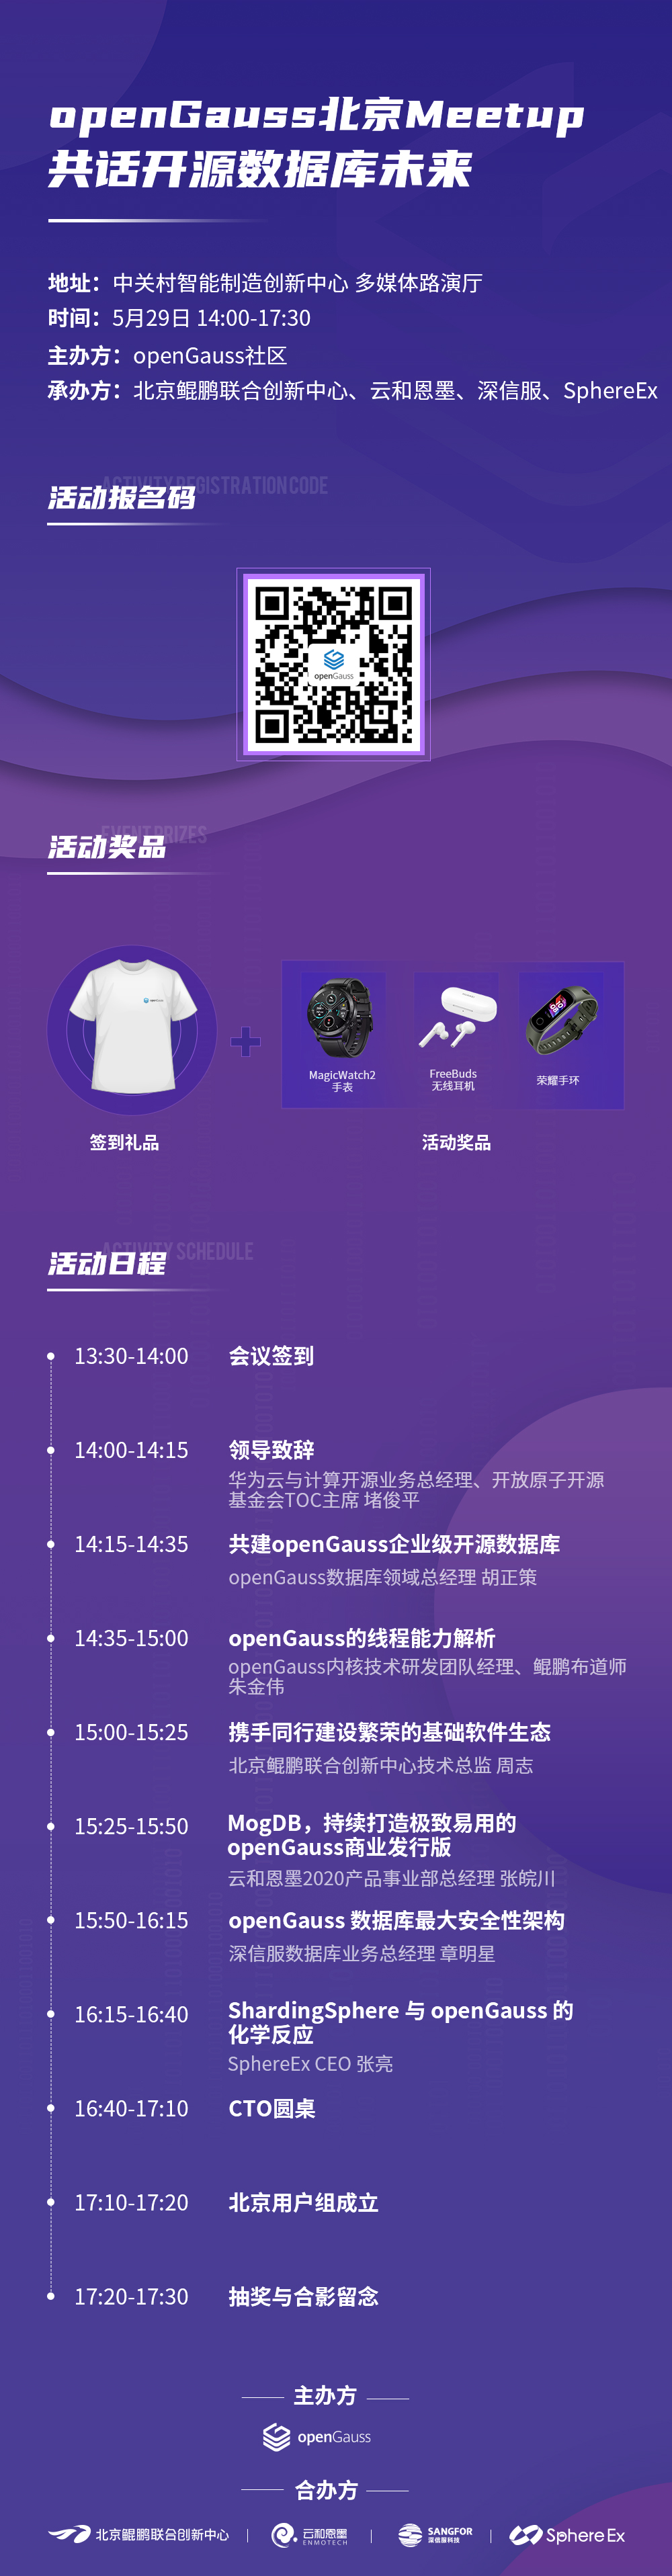 openGauss北京Meetup
共话开源数据库未来
地址：中关村智能制造创新中心 多媒体路演厅
时间：5月29日 14:00-17:30
主办方：openGauss社区
承办方：北京鲲鹏联合创新中心、云和恩墨、深信服、SphereEx
ACTIVITY REGISTRATION CODE
活动报名码
openGauss
EVENT PRIZES
活动奖品
MagicWatch2
手表
FreeBuds
无线耳机
荣耀手环
签到礼品
活动奖品
ACTIVITY SCHEDULE
活动日程
13:30-14:00 会议签到
14:00-14:15 领导致辞
华为云与计算开源业务总经理、开放原子开源
基金会TOC主席 堵俊平
14:15-14:35 共建openGauss企业级开源数据库
openGauss数据库领域总经理 胡正策
14:35-15:00 openGauss的线程能力解析
openGauss内核技术研发团队经理、鲲鹏布道师
朱金伟
15:00-15:25 携手同行建设繁荣的基础软件生态
北京鲲鹏联合创新中心技术总监 周志
15:25-15:50 MogDB，持续打造极致易用的
openGauss商业发行版
云和恩墨2020产品事业部总经理 张皖川
15:50-16:15 openGauss 数据库最大安全性架构
深信服数据库业务总经理 章明星
16:15-16:40 ShardingSphere 与 openGauss 的
化学反应
SphereEx CEO 张亮
16:40-17:10 CTO圆桌
17:10-17:20 北京用户组成立
17:20-17:30 抽奖与合影留念
主办方
openGauss
合办方
北京鲲鹏联合创新中心 云和恩墨 ENMOTECH SANGFOR 深信服科技 SphereEx